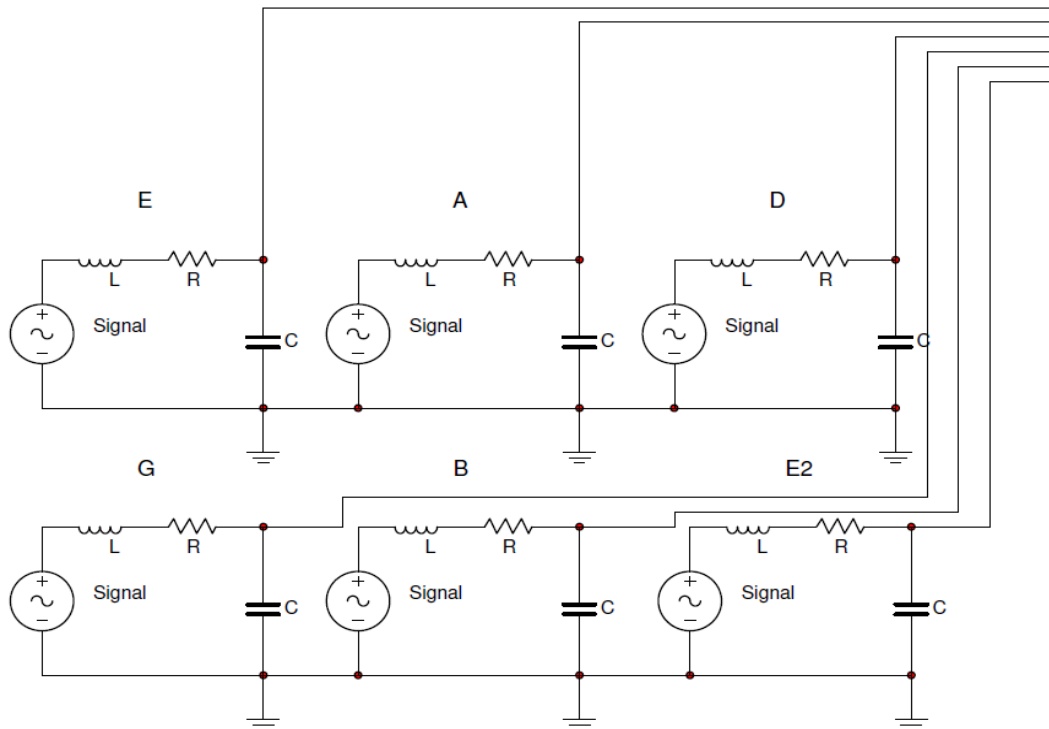 E A D
L R L R L R
+ Signal C + Signal C + Signal C
−
−
−
G B E2
L R L R L R
+ Signal C + Signal C + Signal C
−
−
−